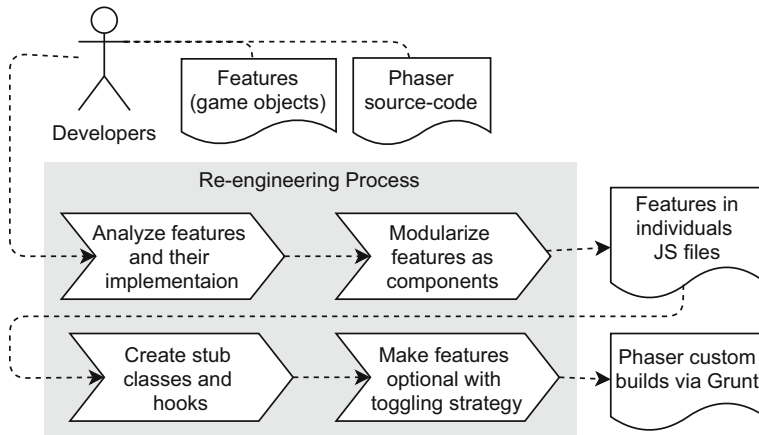 Features
(game objects)
Phaser
source-code
Developers
Re-engineering Process
Analyze features
and their
implementaion
Modularize
features as
components
Features in
individuals
JS files
Create stub
classes and
hooks
Make features
optional with
toggling strategy
Phaser custom
builds via Grunt